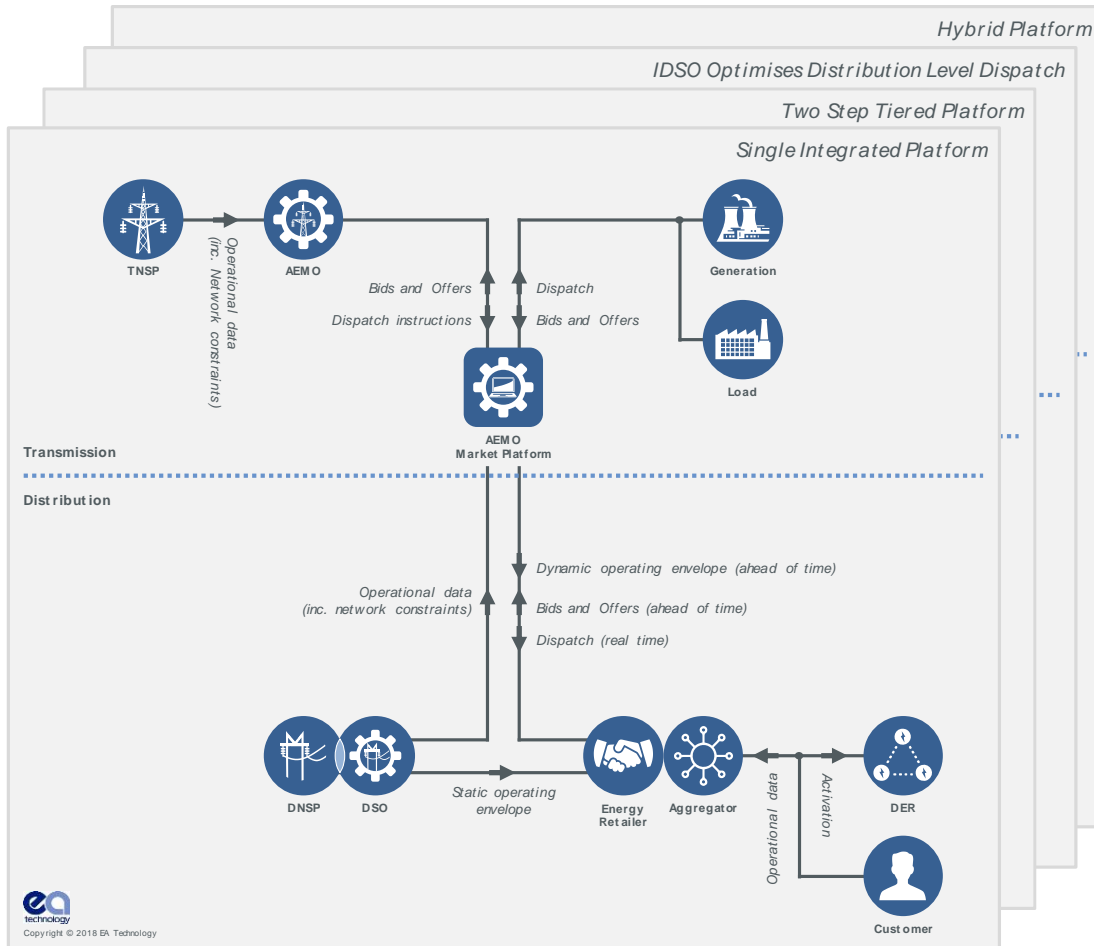 Hybrid Platform
IDSO Optimises Distribution Level Dispatch
Two Step Tiered Platform
Single Integrated Platform
TNSP
Operational data
(inc. Network constraints)
AEMO
Generation
Bids and Offers
Dispatch
Dispatch instructions
Bids and Offers
Load
AEMO
Market Platform
Transmission
Distribution
Dynamic operating envelope (ahead of time)
Operational data
(inc. network constraints)
Bids and Offers (ahead of time)
Dispatch (real time)
DNSP
DSO
Static operating
envelope
Energy
Retailer
Aggregator
Operational data
Activation
DER
Customer
ea
technology
Copyright © 2018 EA Technology